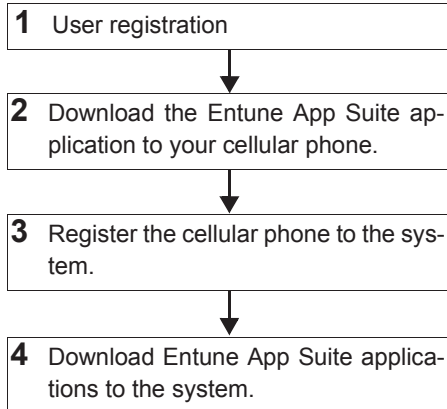 1 User registration
2 Download the Entune App Suite ap-
plication to your cellular phone.
3 Register the cellular phone to the sys-
tem.
4 Download Entune App Suite applica-
tions to the system.